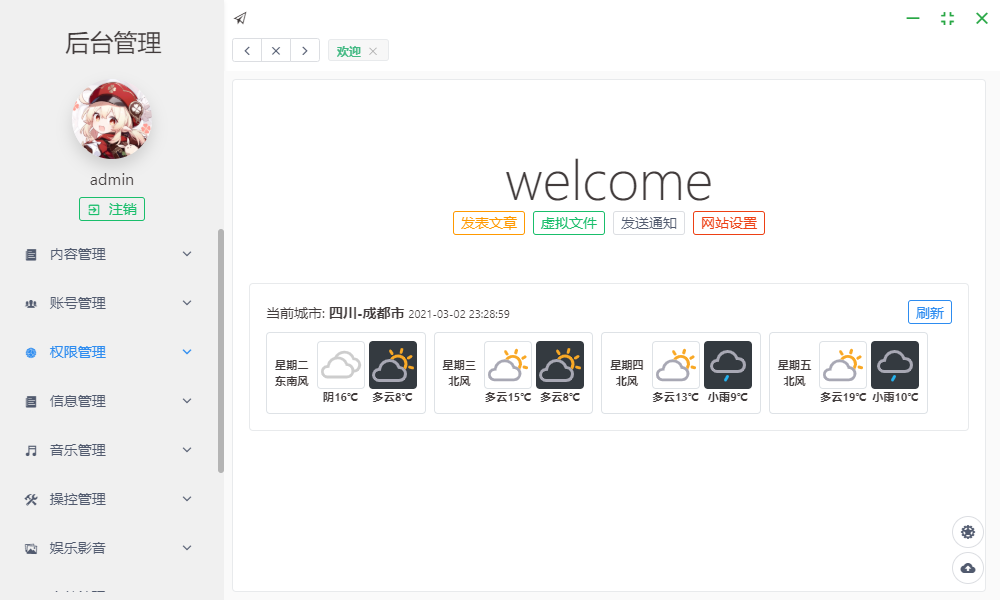 后台管理
admin
注销
内容管理
账号管理
权限管理
信息管理
音乐管理
操控管理
娱乐影音
欢迎
welcome
发表文章 虚拟文件 发送通知 网站设置
当前城市: 四川-成都市 2021-03-02 23:28:59
刷新
星期二
东南风
阴16℃ 多云8℃
星期三
北风
多云15℃ 多云8℃
星期四
北风
多云13℃ 小雨9℃
星期五
北风
多云19℃ 小雨10℃